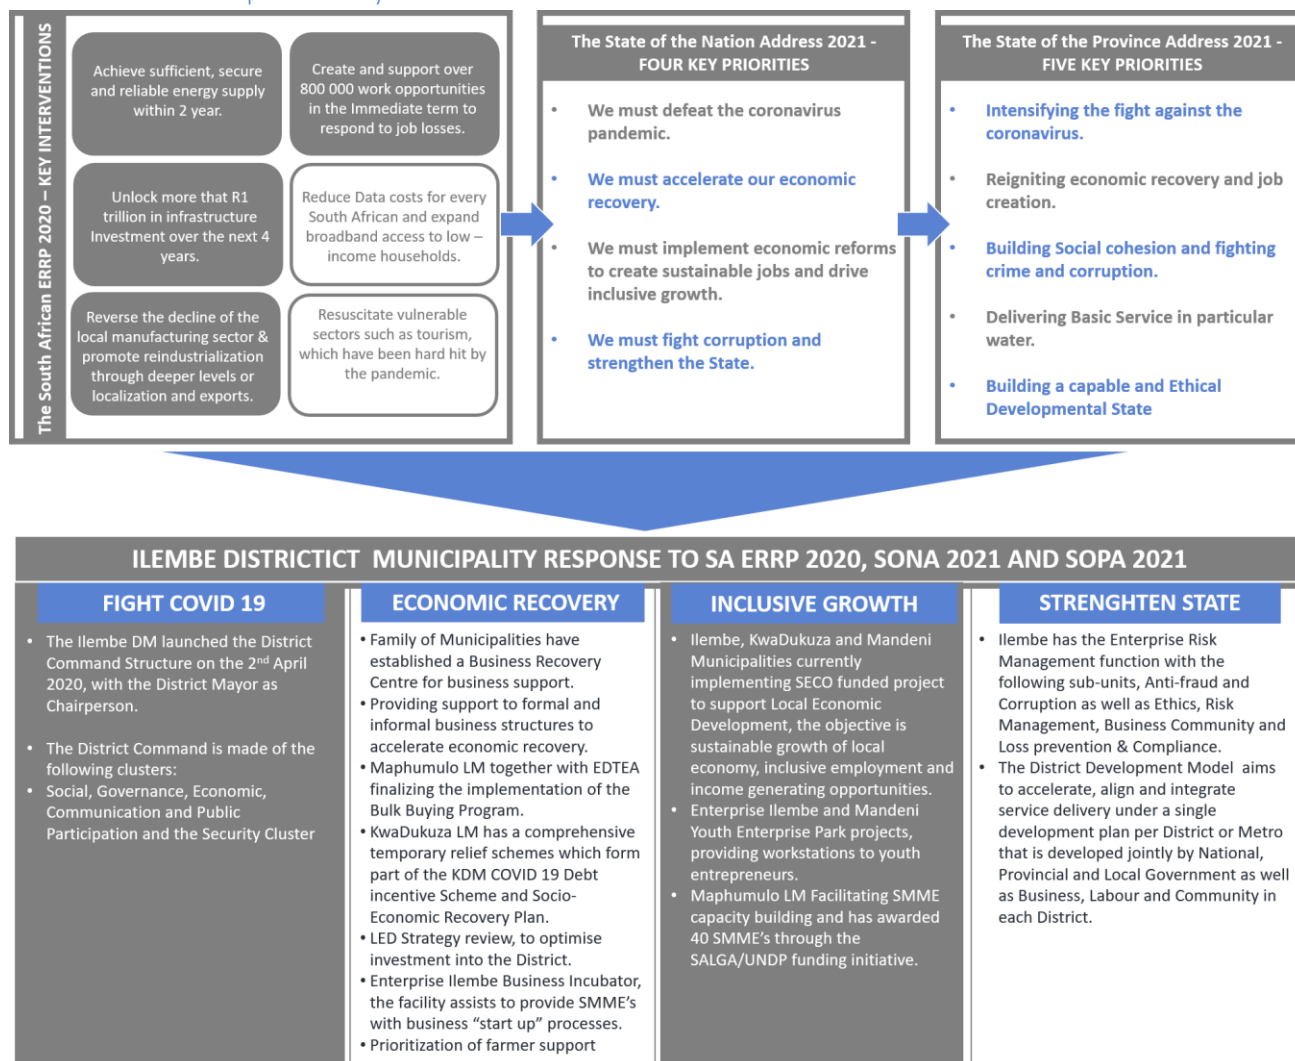 The South African ERRP 2020 – KEY INTERVENTIONS
Achieve sufficient, secure
and reliable energy supply
within 2 year.
Create and support over
800 000 work opportunities
in the Immediate term to
respond to job losses.
Unlock more that R1
trillion in infrastructure
Investment over the next 4
years.
Reduce Data costs for every
South African and expand
broadband access to low –
income households.
Reverse the decline of the
local manufacturing sector &
promote reindustrialization
through deeper levels or
localization and exports.
Resuscitate vulnerable
sectors such as tourism,
which have been hard hit by
the pandemic.
The State of the Nation Address 2021 -
FOUR KEY PRIORITIES
• We must defeat the coronavirus
pandemic.
• We must accelerate our economic
recovery.
• We must implement economic reforms
to create sustainable jobs and drive
inclusive growth.
• We must fight corruption and
strengthen the State.
The State of the Province Address 2021 -
FIVE KEY PRIORITIES
• Intensifying the fight against the
coronavirus.
• Reigniting economic recovery and job
creation.
• Building Social cohesion and fighting
crime and corruption.
• Delivering Basic Service in particular
water.
• Building a capable and Ethical
Developmental State
ILEMBE DISTRICTICT MUNICIPALITY RESPONSE TO SA ERRP 2020, SONA 2021 AND SOPA 2021
FIGHT COVID 19
• The Ilembe DM launched the District
Command Structure on the 2nd April
2020, with the District Mayor as
Chairperson.
• The District Command is made of the
following clusters:
• Social, Governance, Economic,
Communication and Public
Participation and the Security Cluster
ECONOMIC RECOVERY
• Family of Municipalities have
established a Business Recovery
Centre for business support.
• Providing support to formal and
informal business structures to
accelerate economic recovery.
• Maphumulo LM together with EDTEA
finalizing the implementation of the
Bulk Buying Program.
• KwaDukuza LM has a comprehensive
temporary relief schemes which form
part of the KDM COVID 19 Debt
incentive Scheme and Socio-
Economic Recovery Plan.
• LED Strategy review, to optimise
investment into the District.
• Enterprise Ilembe Business Incubator,
the facility assists to provide SMME's
with business “start up” processes.
• Prioritization of farmer support
INCLUSIVE GROWTH
• Ilembe, KwaDukuza and Mandeni
Municipalities currently
implementing SECO funded project
to support Local Economic
Development, the objective is
sustainable growth of local
economy, inclusive employment and
income generating opportunities.
• Enterprise Ilembe and Mandeni
Youth Enterprise Park projects,
providing workstations to youth
entrepreneurs.
• Maphumulo LM Facilitating SMME
capacity building and has awarded
40 SMME's through the
SALGA/UNDP funding initiative.
STRENGHTEN STATE
• Ilembe has the Enterprise Risk
Management function with the
following sub-units, Anti-fraud and
Corruption as well as Ethics, Risk
Management, Business Community and
Loss prevention & Compliance.
• The District Development Model aims
to accelerate, align and integrate
service delivery under a single
development plan per District or Metro
that is developed jointly by National,
Provincial and Local Government as well
as Business, Labour and Community in
each District.